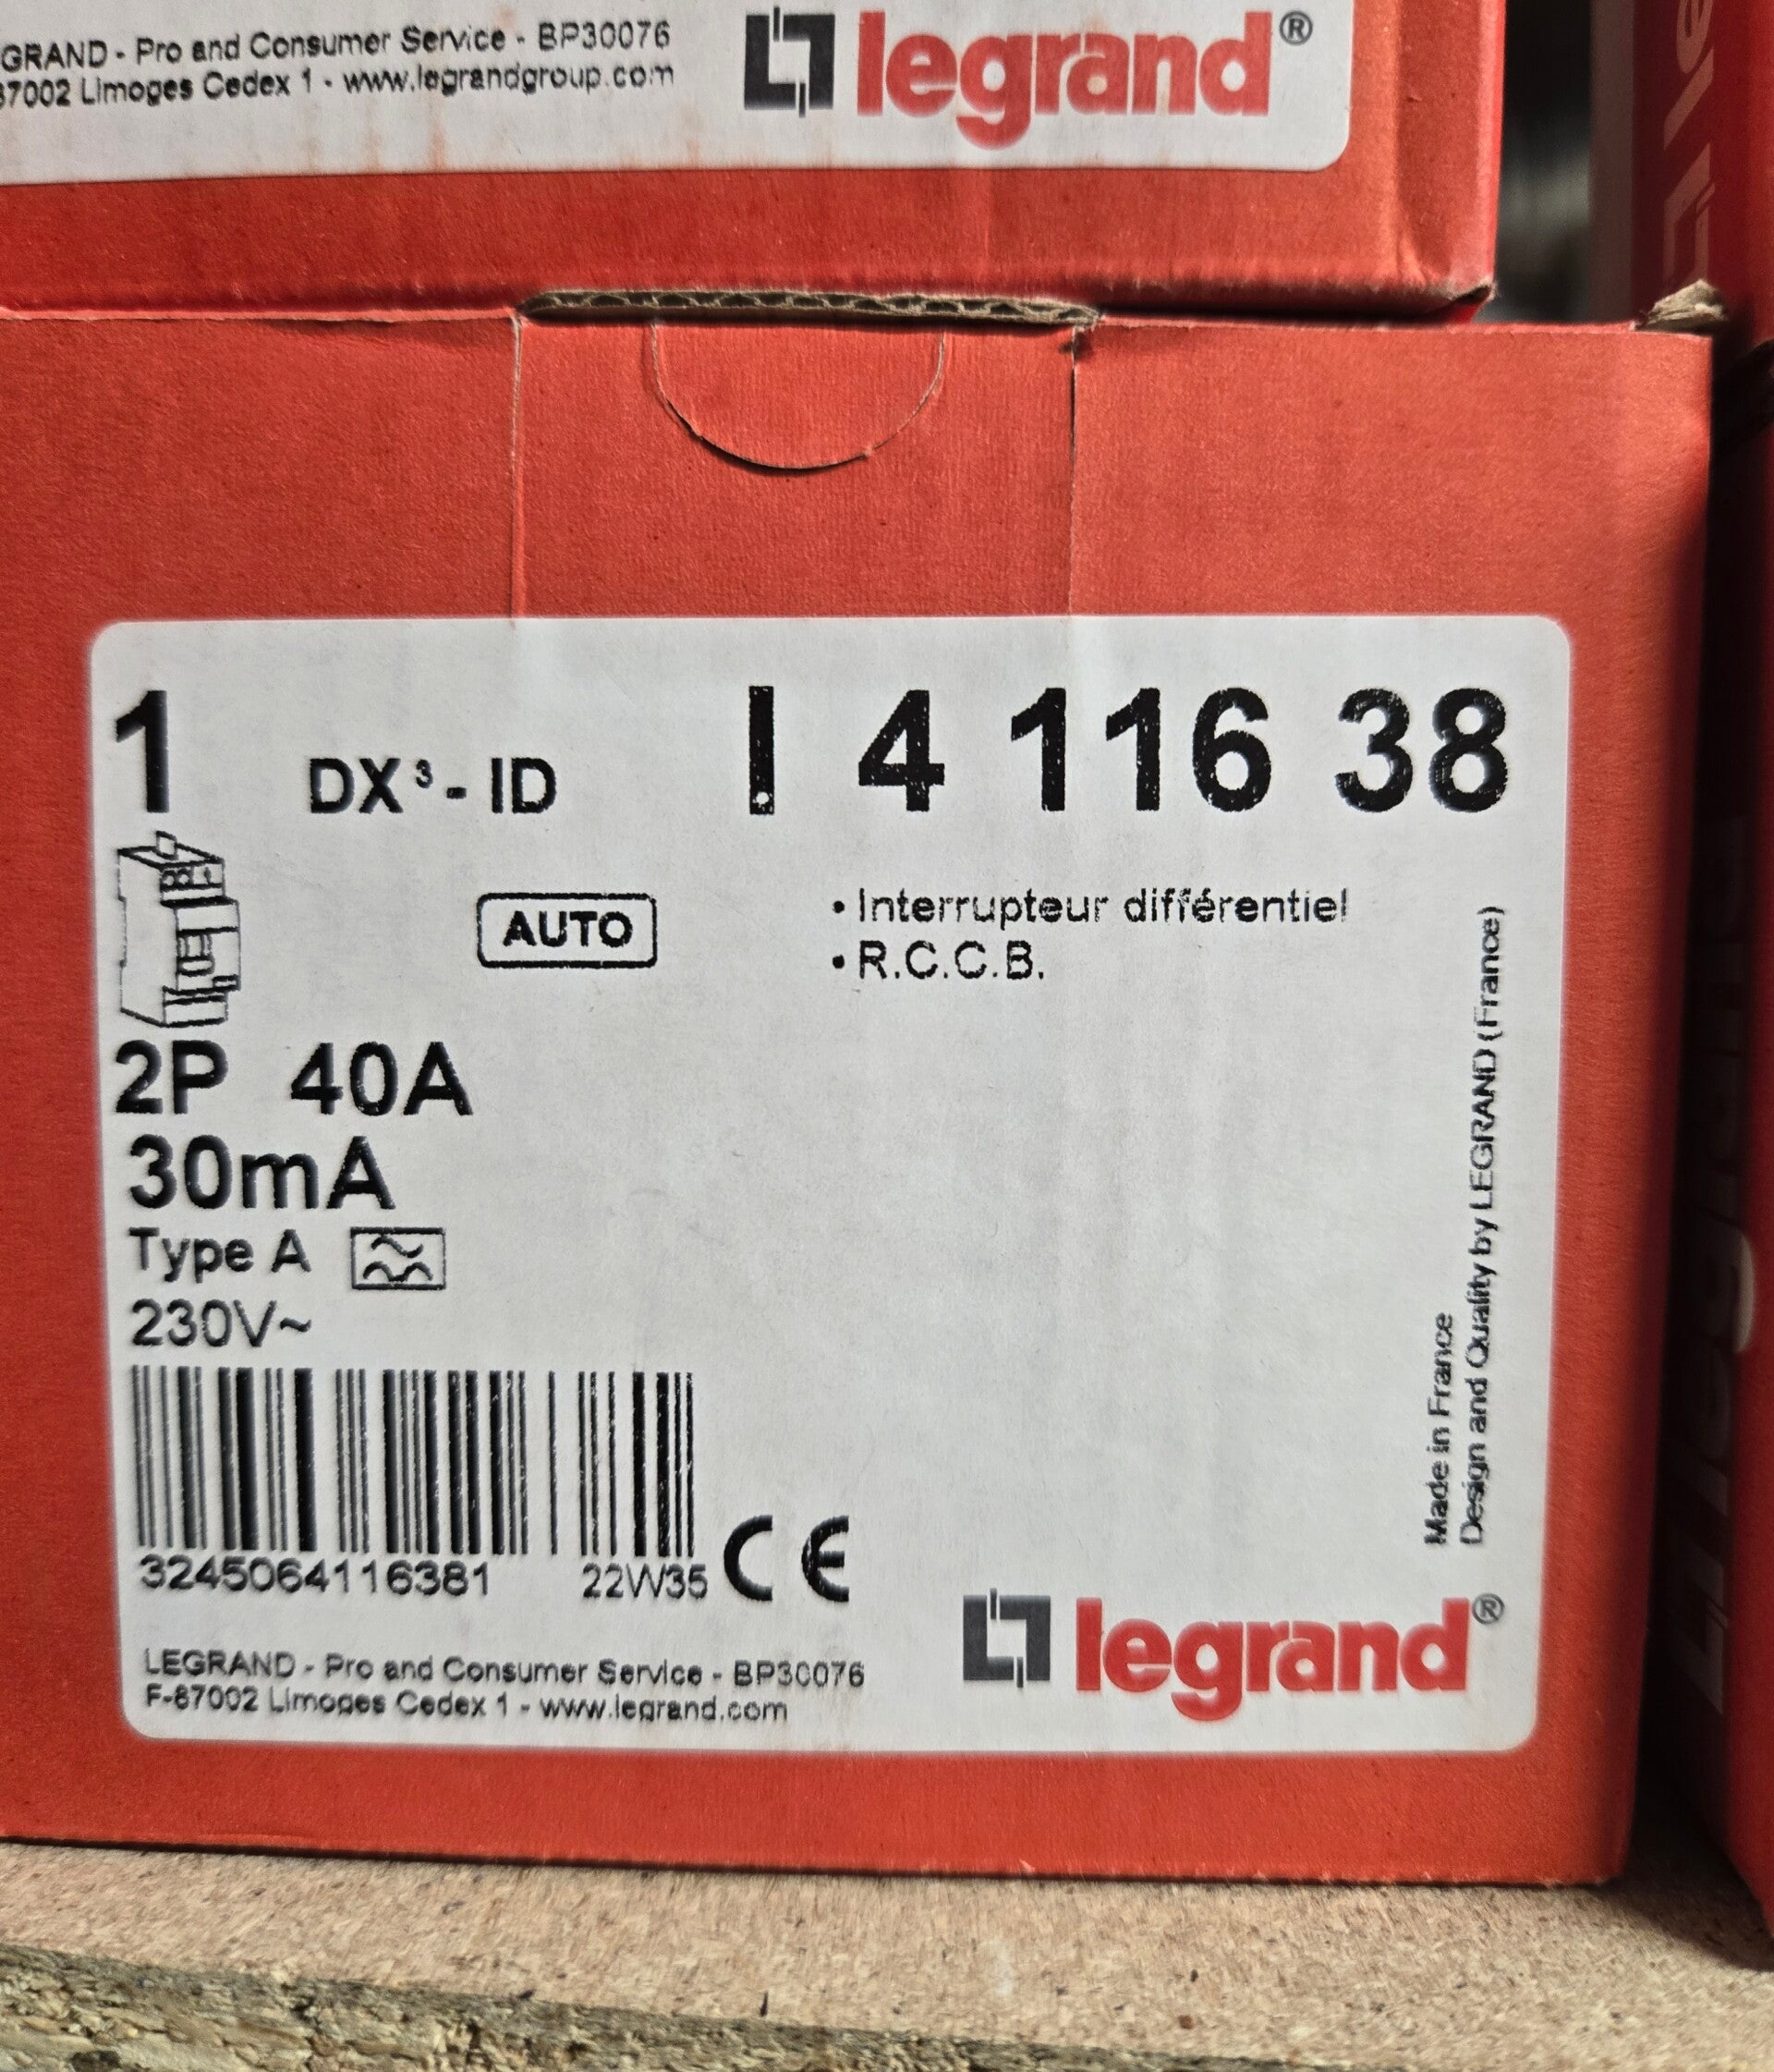 GRAND - Pro and Consumer Service - BP30076
87002 Limoges Cedex 1 - www.legrandgroup.com
legrand®
1 DX³ - ID 4 116 38
AUTO
• Interrupteur différentiel
• R.C.C.B.
2P 40A
30mA
Type A
230V~
3245064116381 22W35 CE
LEGRAND - Pro and Consumer Service - BP30076
F-87002 Limoges Cedex 1 - www.legrand.com
legrand®
Made in France
Design and Quality by LEGRAND (France)